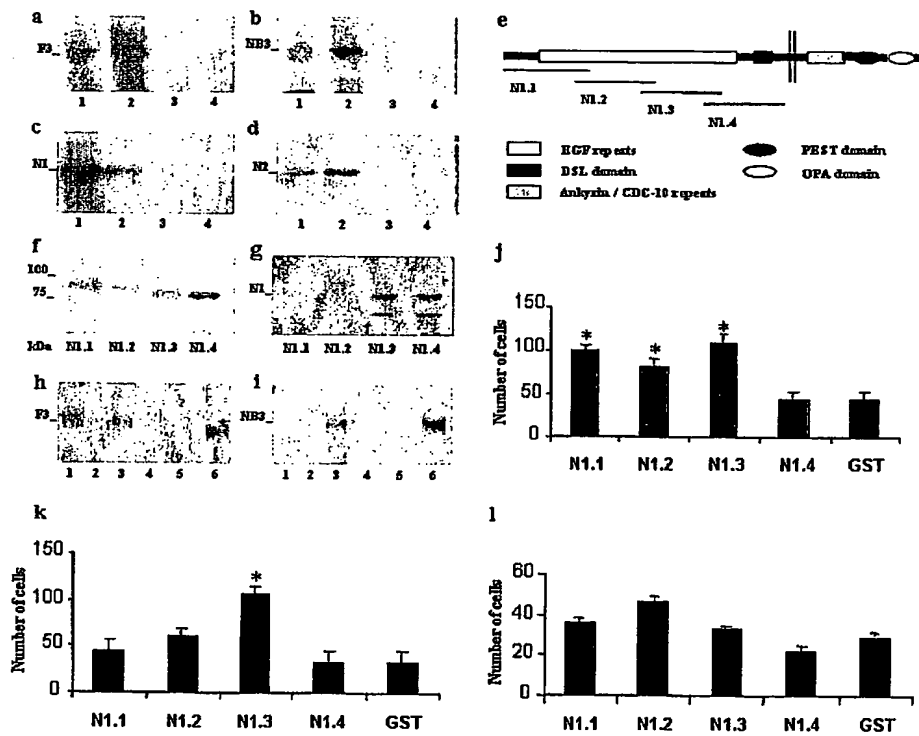 a
F3
1 2 3 4
b
NB3
1 2 3 4
c
N1
1 2 3 4
d
N2
1 2 3 4
e
N1.1
N1.2
N1.3
N1.4
EGF repeats
DSL domain
Ankyrin / CDC-10 repeats
PEST domain
OPA domain
f
100
75
kDa N1.1 N1.2 N1.3 N1.4
g
N1
N1.1 N1.2 N1.3 N1.4
h
F3
1 2 3 4 5 6
i
NB3
1 2 3 4 5 6
j
Number of cells
150
100
50
0
* * *
N1.1 N1.2 N1.3 N1.4 GST
k
Number of cells
150
100
50
0
*
N1.1 N1.2 N1.3 N1.4 GST
l
Number of cells
60
40
20
0
N1.1 N1.2 N1.3 N1.4 GST